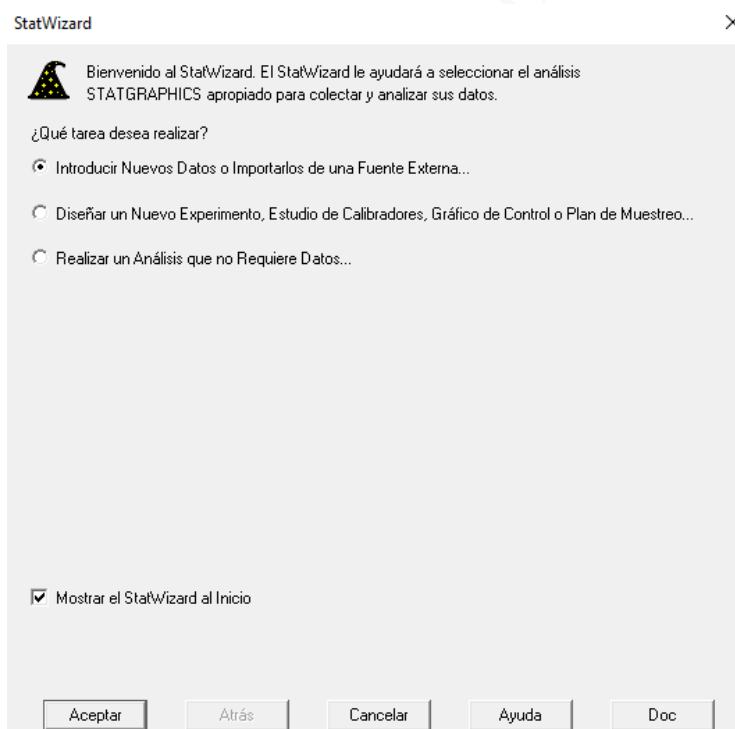 StatWizard
Bienvenido al StatWizard. El StatWizard le ayudará a seleccionar el análisis
STATGRAPHICS apropiado para colectar y analizar sus datos.
¿Qué tarea desea realizar?
Introducir Nuevos Datos o Importarlos de una Fuente Externa...
Diseñar un Nuevo Experimento, Estudio de Calibradores, Gráfico de Control o Plan de Muestreo...
Realizar un Análisis que no Requiere Datos...
Mostrar el StatWizard al Inicio
Aceptar Atrás Cancelar Ayuda Doc